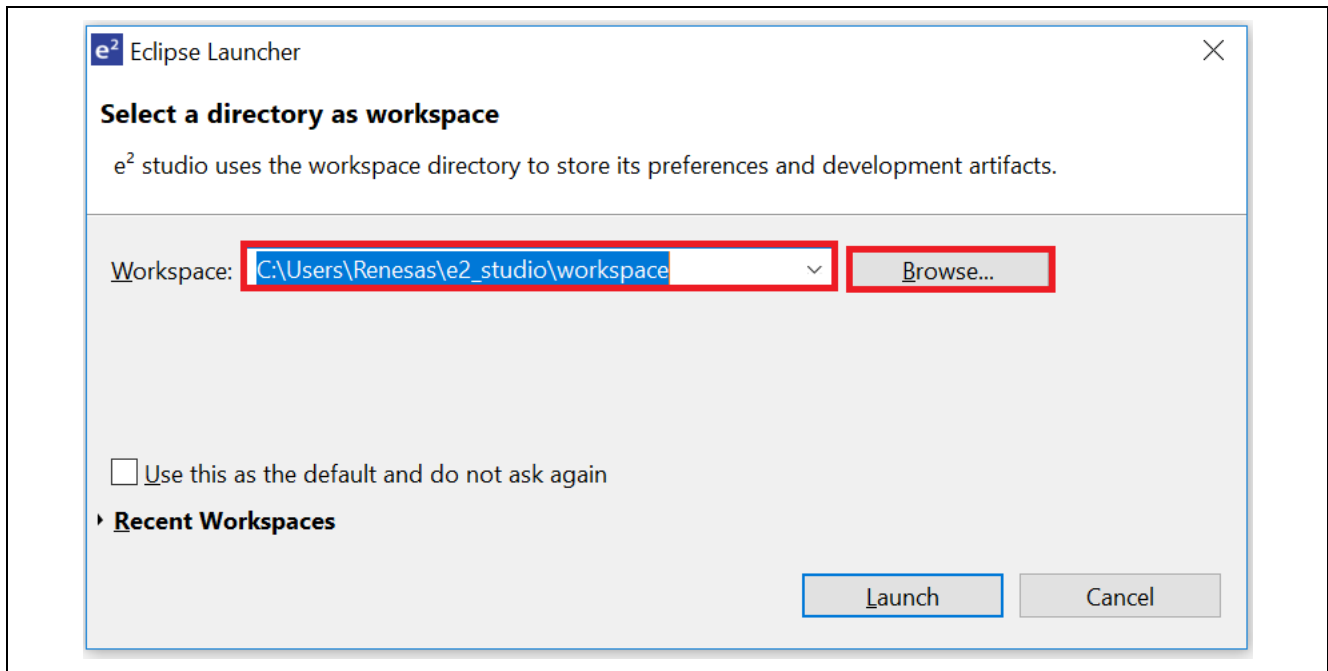 e² Eclipse Launcher
Select a directory as workspace
e² studio uses the workspace directory to store its preferences and development artifacts.
Workspace: C:\Users\Renesas\e2_studio\workspace Browse...
Use this as the default and do not ask again
Recent Workspaces
Launch Cancel